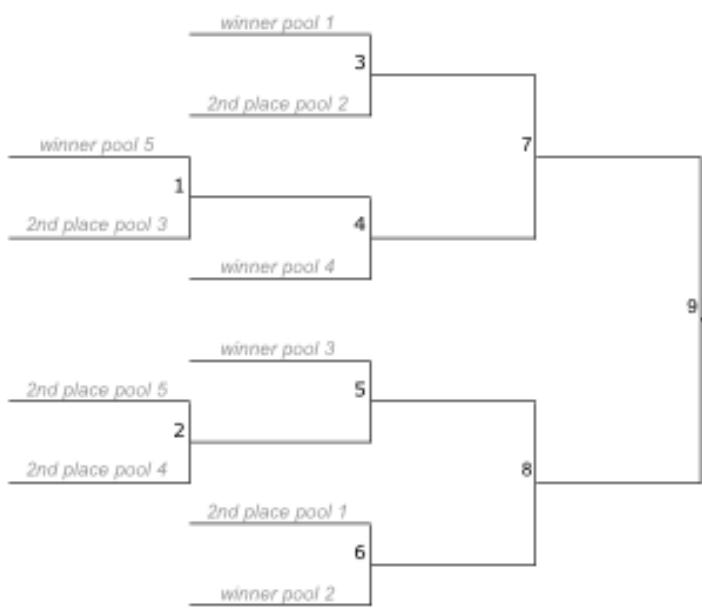 winner pool 1
3
2nd place pool 2
winner pool 5
7
1
2nd place pool 3
4
winner pool 4
9
winner pool 3
2nd place pool 5
5
2
2nd place pool 4
8
2nd place pool 1
6
winner pool 2